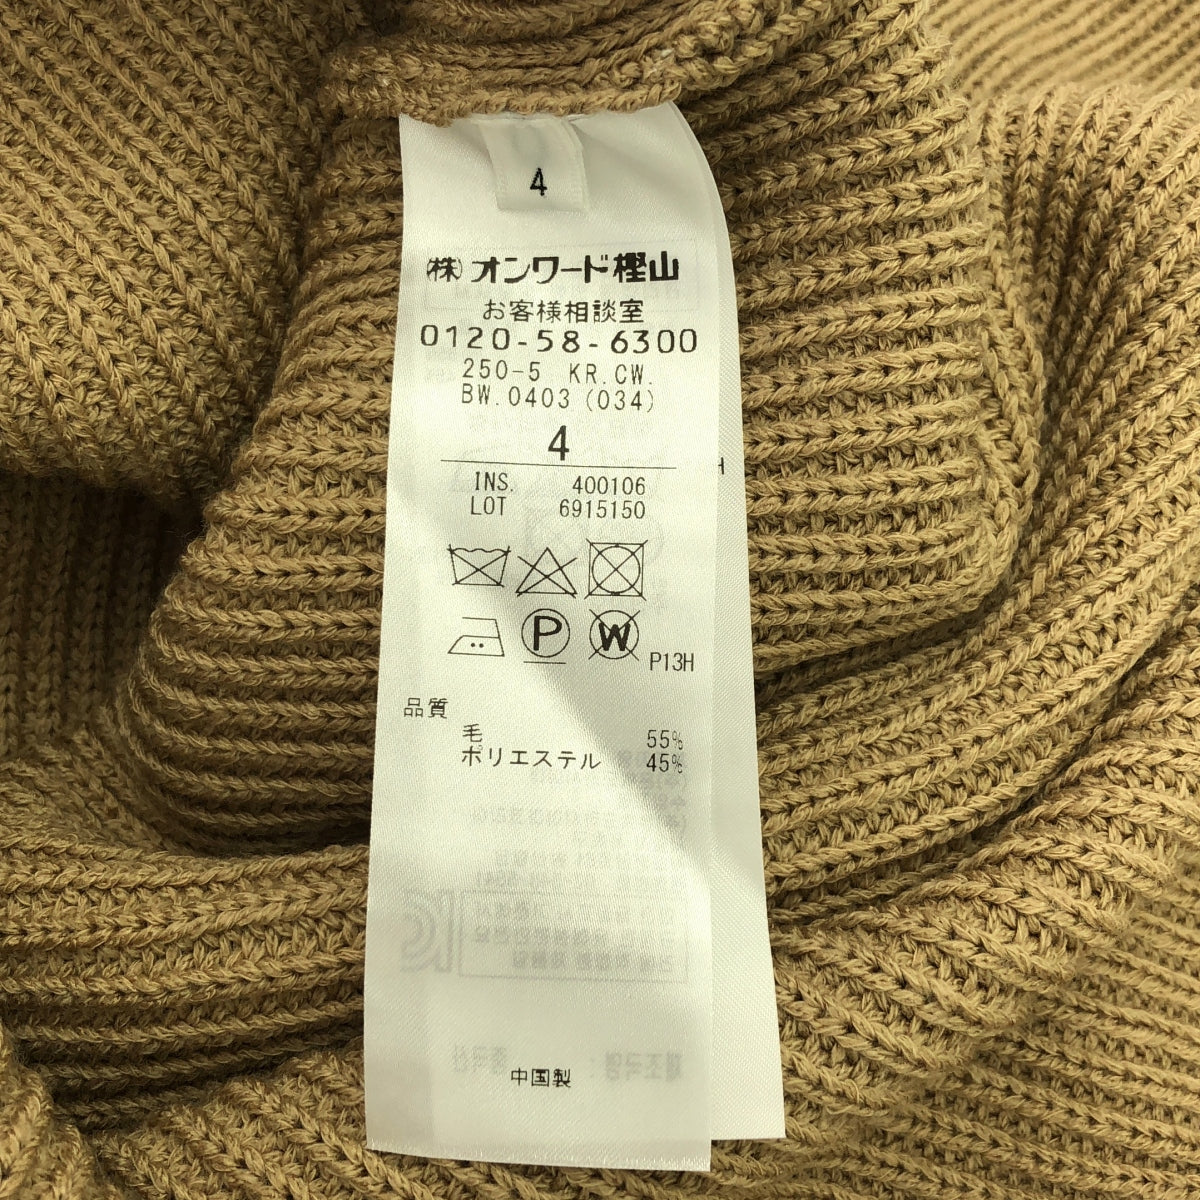 4
(株)オンワード樫山
お客様相談室
0120-58-6300
250-5 KR.CW.
BW.0403 (034)
4
INS. 400106
LOT 6915150
P
W
P13H
品質
毛 55%
ポリエステル 45%
中国製